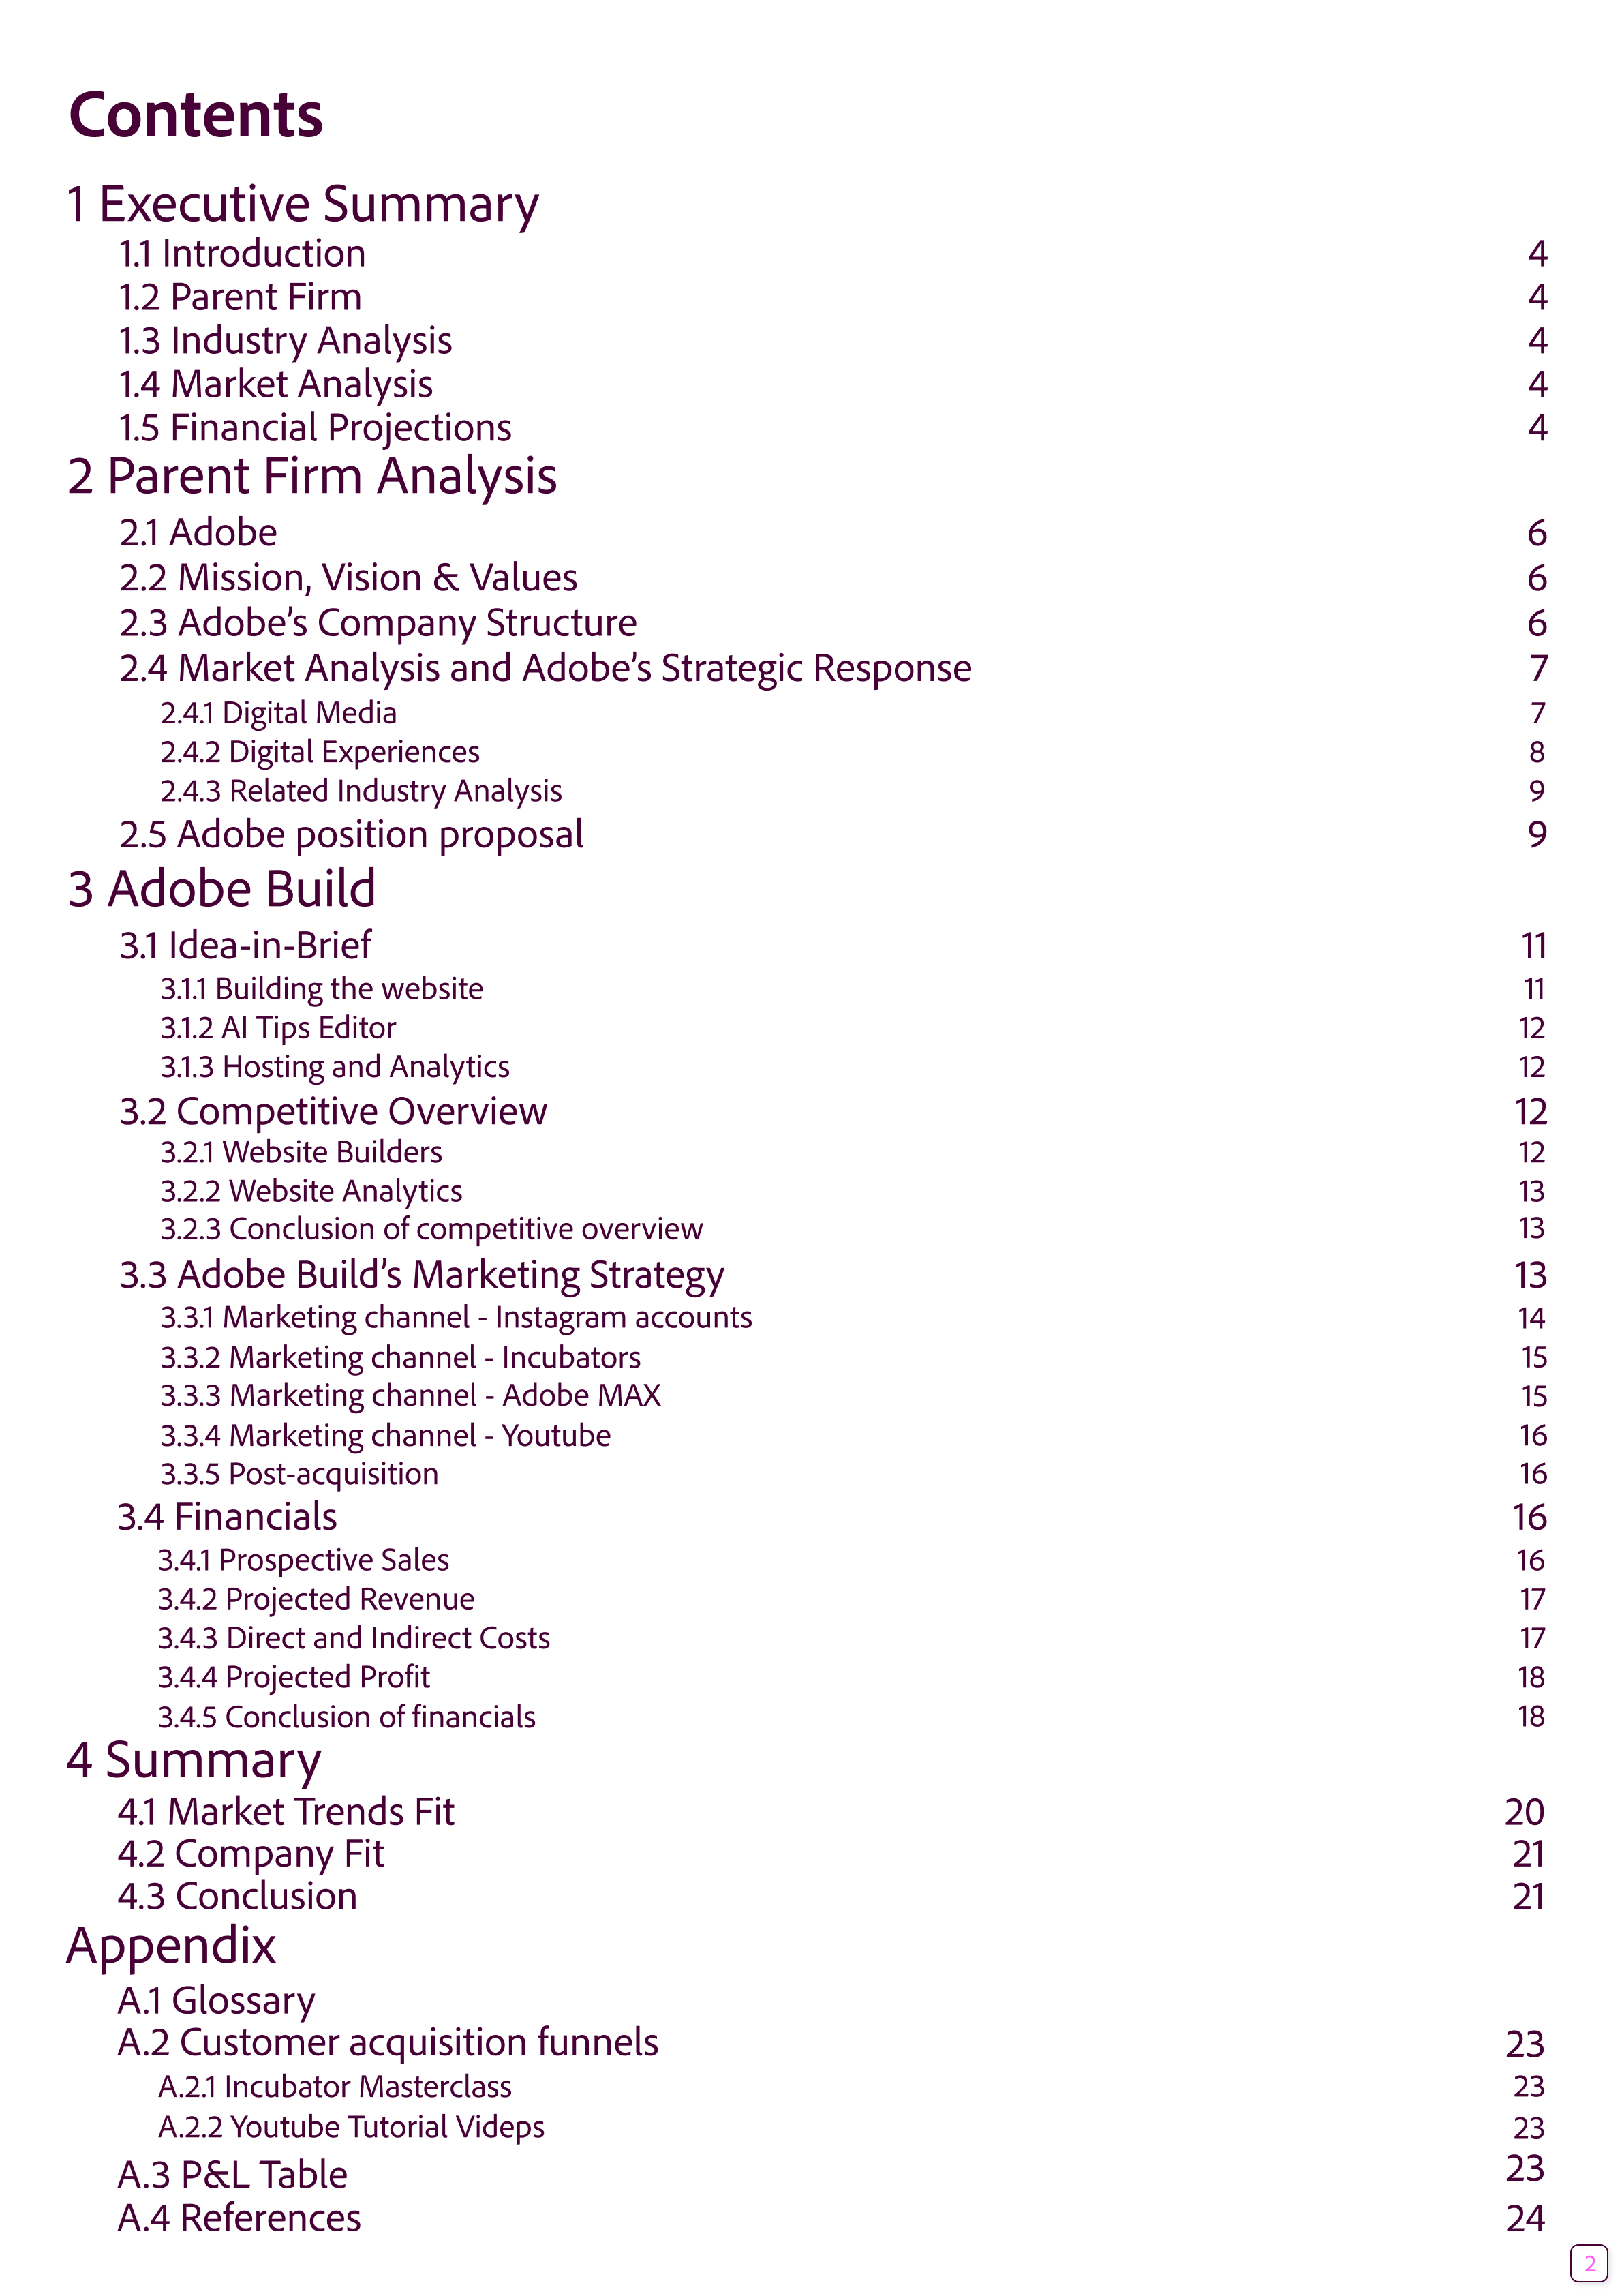 Contents
1 Executive Summary
1.1 Introduction 4
1.2 Parent Firm 4
1.3 Industry Analysis 4
1.4 Market Analysis 4
1.5 Financial Projections 4
2 Parent Firm Analysis
2.1 Adobe 6
2.2 Mission, Vision & Values 6
2.3 Adobe’s Company Structure 6
2.4 Market Analysis and Adobe’s Strategic Response 7
2.4.1 Digital Media 7
2.4.2 Digital Experiences 8
2.4.3 Related Industry Analysis 9
2.5 Adobe position proposal 9
3 Adobe Build
3.1 Idea-in-Brief 11
3.1.1 Building the website 11
3.1.2 AI Tips Editor 12
3.1.3 Hosting and Analytics 12
3.2 Competitive Overview 12
3.2.1 Website Builders 12
3.2.2 Website Analytics 13
3.2.3 Conclusion of competitive overview 13
3.3 Adobe Build’s Marketing Strategy 13
3.3.1 Marketing channel - Instagram accounts 14
3.3.2 Marketing channel - Incubators 15
3.3.3 Marketing channel - Adobe MAX 15
3.3.4 Marketing channel - Youtube 16
3.3.5 Post-acquisition 16
3.4 Financials 16
3.4.1 Prospective Sales 16
3.4.2 Projected Revenue 17
3.4.3 Direct and Indirect Costs 17
3.4.4 Projected Profit 18
3.4.5 Conclusion of financials 18
4 Summary
4.1 Market Trends Fit 20
4.2 Company Fit 21
4.3 Conclusion 21
Appendix
A.1 Glossary
A.2 Customer acquisition funnels 23
A.2.1 Incubator Masterclass 23
A.2.2 Youtube Tutorial Videps 23
A.3 P&L Table 23
A.4 References 24
2